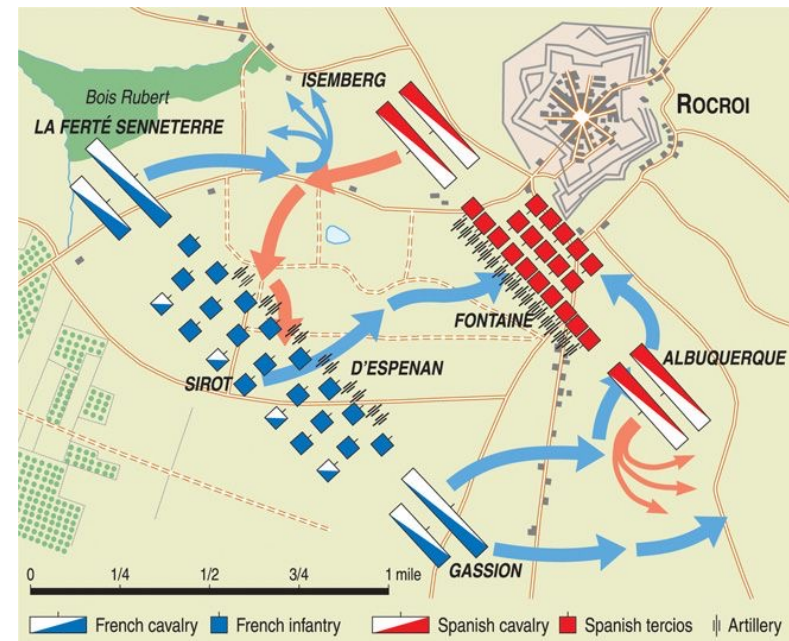 ISEMBERG
Bois Rubert
ROCROI
LA FERTÉ SENNETERRE
FONTAINE
ALBUQUERQUE
D'ESPENAN
SIROT
GASSION
0 1/4 1/2 3/4 1 mile
French cavalry French infantry Spanish cavalry Spanish tercios Artillery